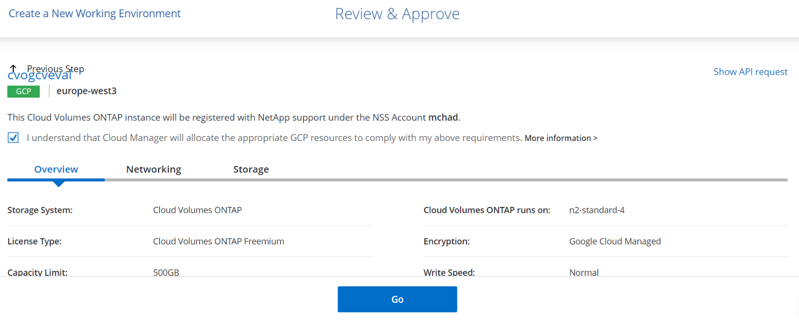 Create a New Working Environment
Review & Approve
↑ Previous Step
cvogcveval
Show API request
GCP | europe-west3
This Cloud Volumes ONTAP instance will be registered with NetApp support under the NSS Account mchad.
I understand that Cloud Manager will allocate the appropriate GCP resources to comply with my above requirements. More information >
Overview Networking Storage
Storage System: Cloud Volumes ONTAP Cloud Volumes ONTAP runs on: n2-standard-4
License Type: Cloud Volumes ONTAP Freemium Encryption: Google Cloud Managed
Capacity Limit: 500GB Write Speed: Normal
Go